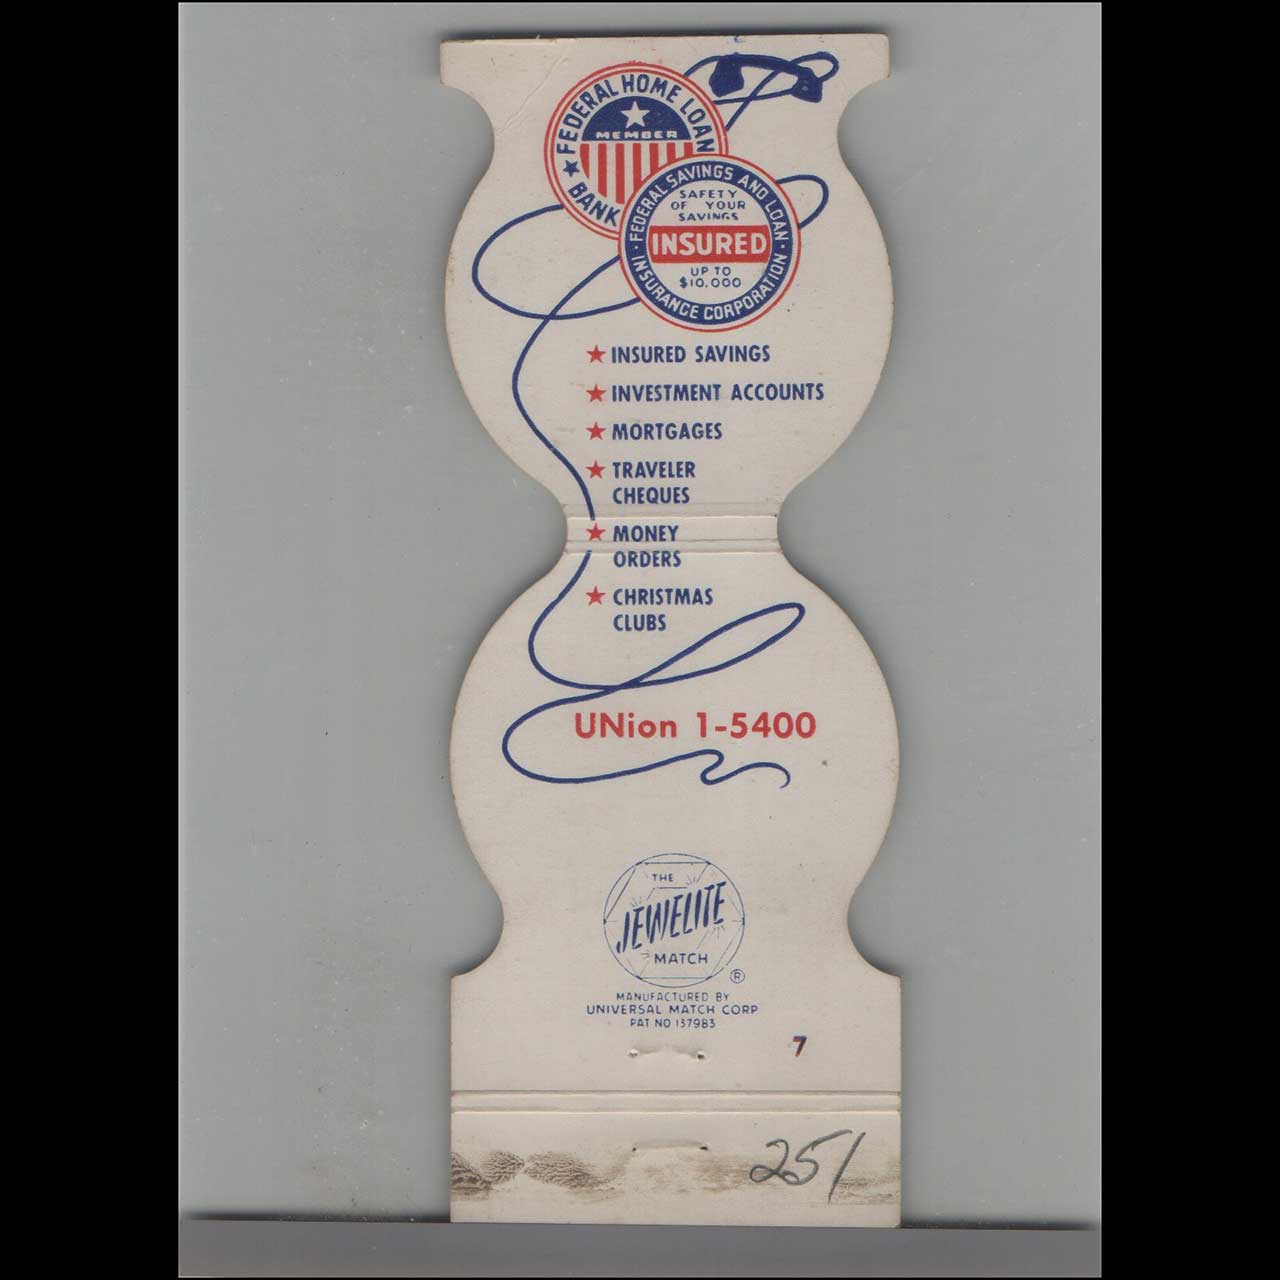 FEDERAL HOME LOAN
BANK
MEMBER
FEDERAL SAVINGS AND LOAN
INSURANCE CORPORATION
SAFETY
OF YOUR
SAVINGS
INSURED
UP TO
$10,000
INSURED SAVINGS
INVESTMENT ACCOUNTS
MORTGAGES
TRAVELER
CHEQUES
MONEY
ORDERS
CHRISTMAS
CLUBS
UNion 1-5400
THE
JEWELITE
MATCH
®
MANUFACTURED BY
UNIVERSAL MATCH CORP
PAT NO 137983
7
251